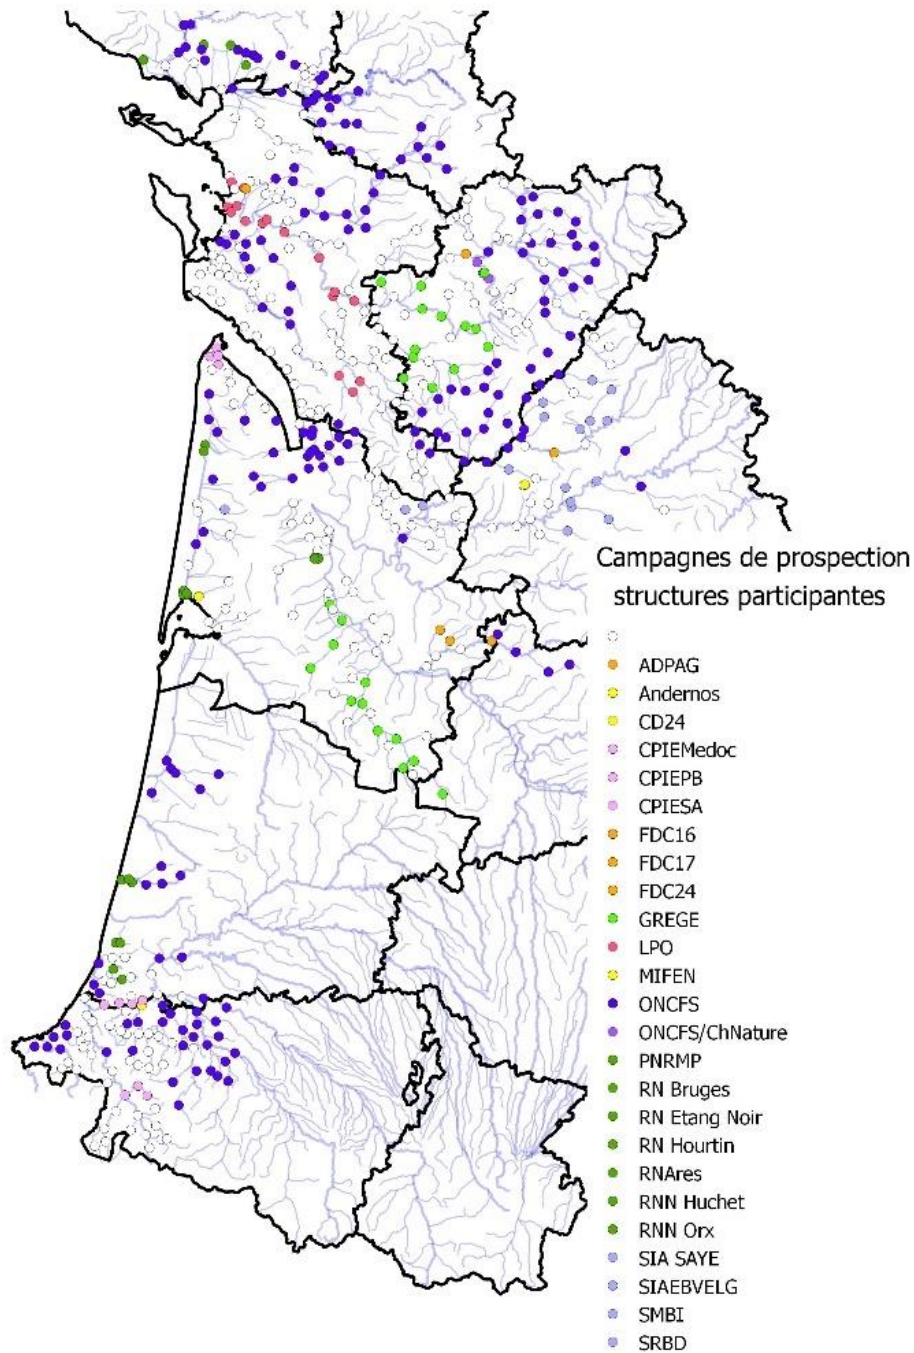 Campagnes de prospection
structures participantes
ADPAG
Andernos
CD24
CPIEMedoc
CPIEPB
CPIESA
FDC16
FDC17
FDC24
GREGE
LPO
MIFEN
ONCFS
ONCFS/ChNature
PNRMP
RN Bruges
RN Etang Noir
RN Hourtin
RNAres
RNN Huchet
RNN Orx
SIA SAYE
SIAEBVELG
SMBI
SRBD